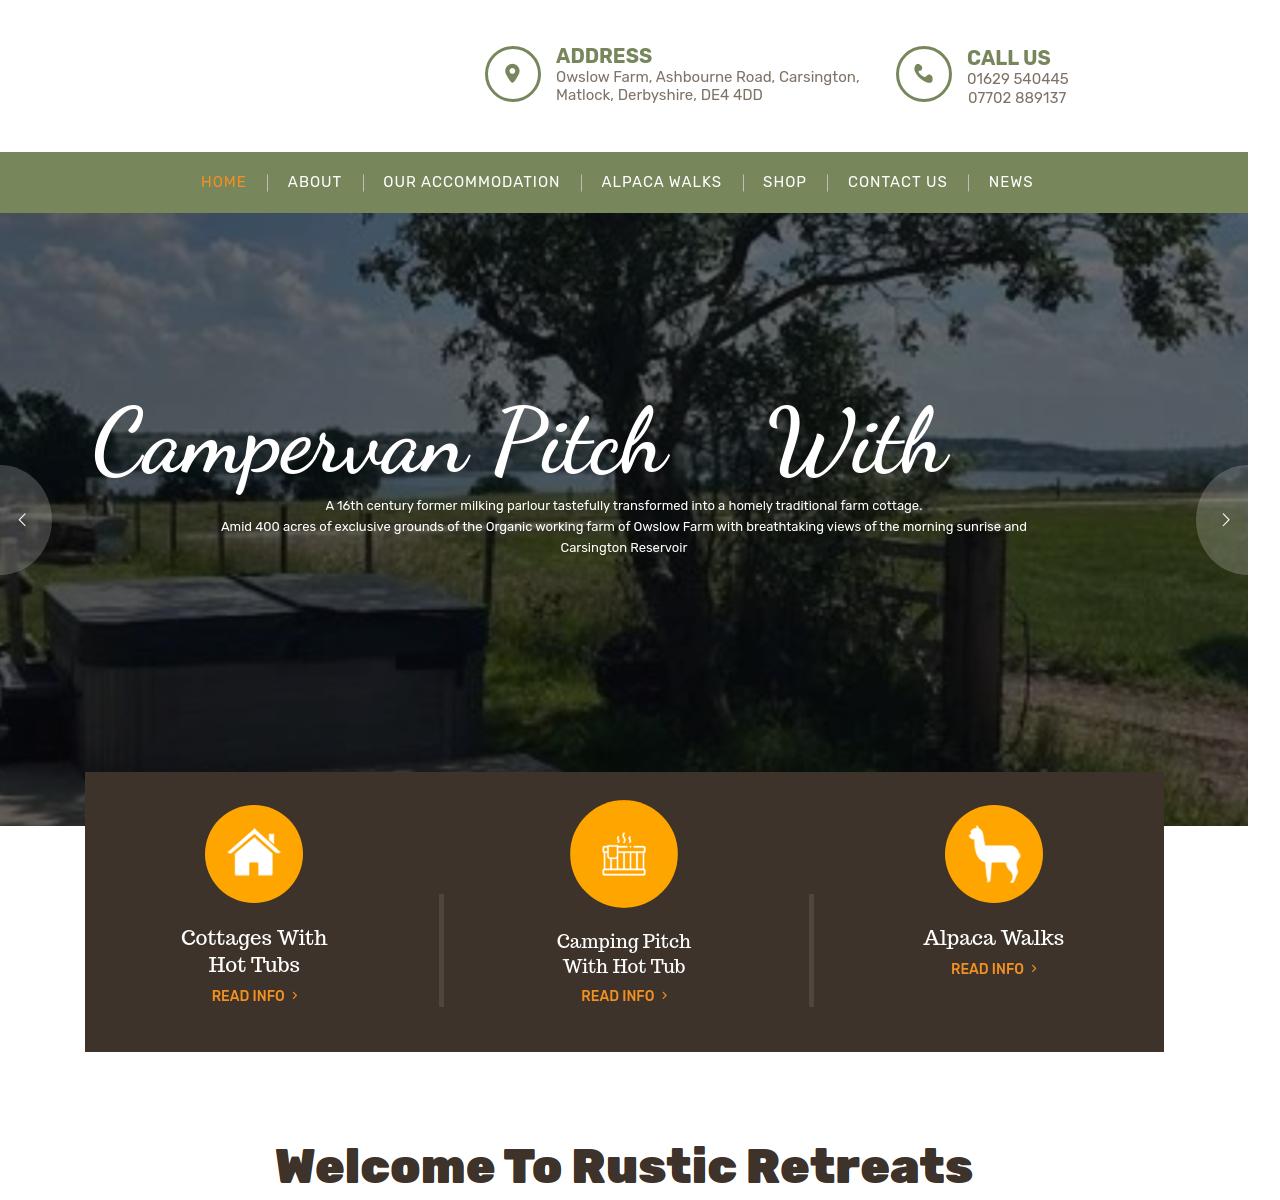 ADDRESS
Owslow Farm, Ashbourne Road, Carsington,
Matlock, Derbyshire, DE4 4DD
CALL US
01629 540445
07702 889137
HOME
ABOUT
OUR ACCOMMODATION
ALPACA WALKS
SHOP
CONTACT US
NEWS
Campervan Pitch With
A 16th century former milking parlour tastefully transformed into a homely traditional farm cottage.
Amid 400 acres of exclusive grounds of the Organic working farm of Owslow Farm with breathtaking views of the morning sunrise and
Carsington Reservoir
Cottages With
Hot Tubs
READ INFO
Camping Pitch
With Hot Tub
READ INFO
Alpaca Walks
READ INFO
Welcome To Rustic Retreats